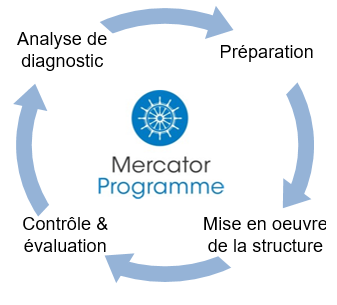 Analyse de
diagnostic
Préparation
Mercator
Programme
Contrôle &
évaluation
Mise en oeuvre
de la structure